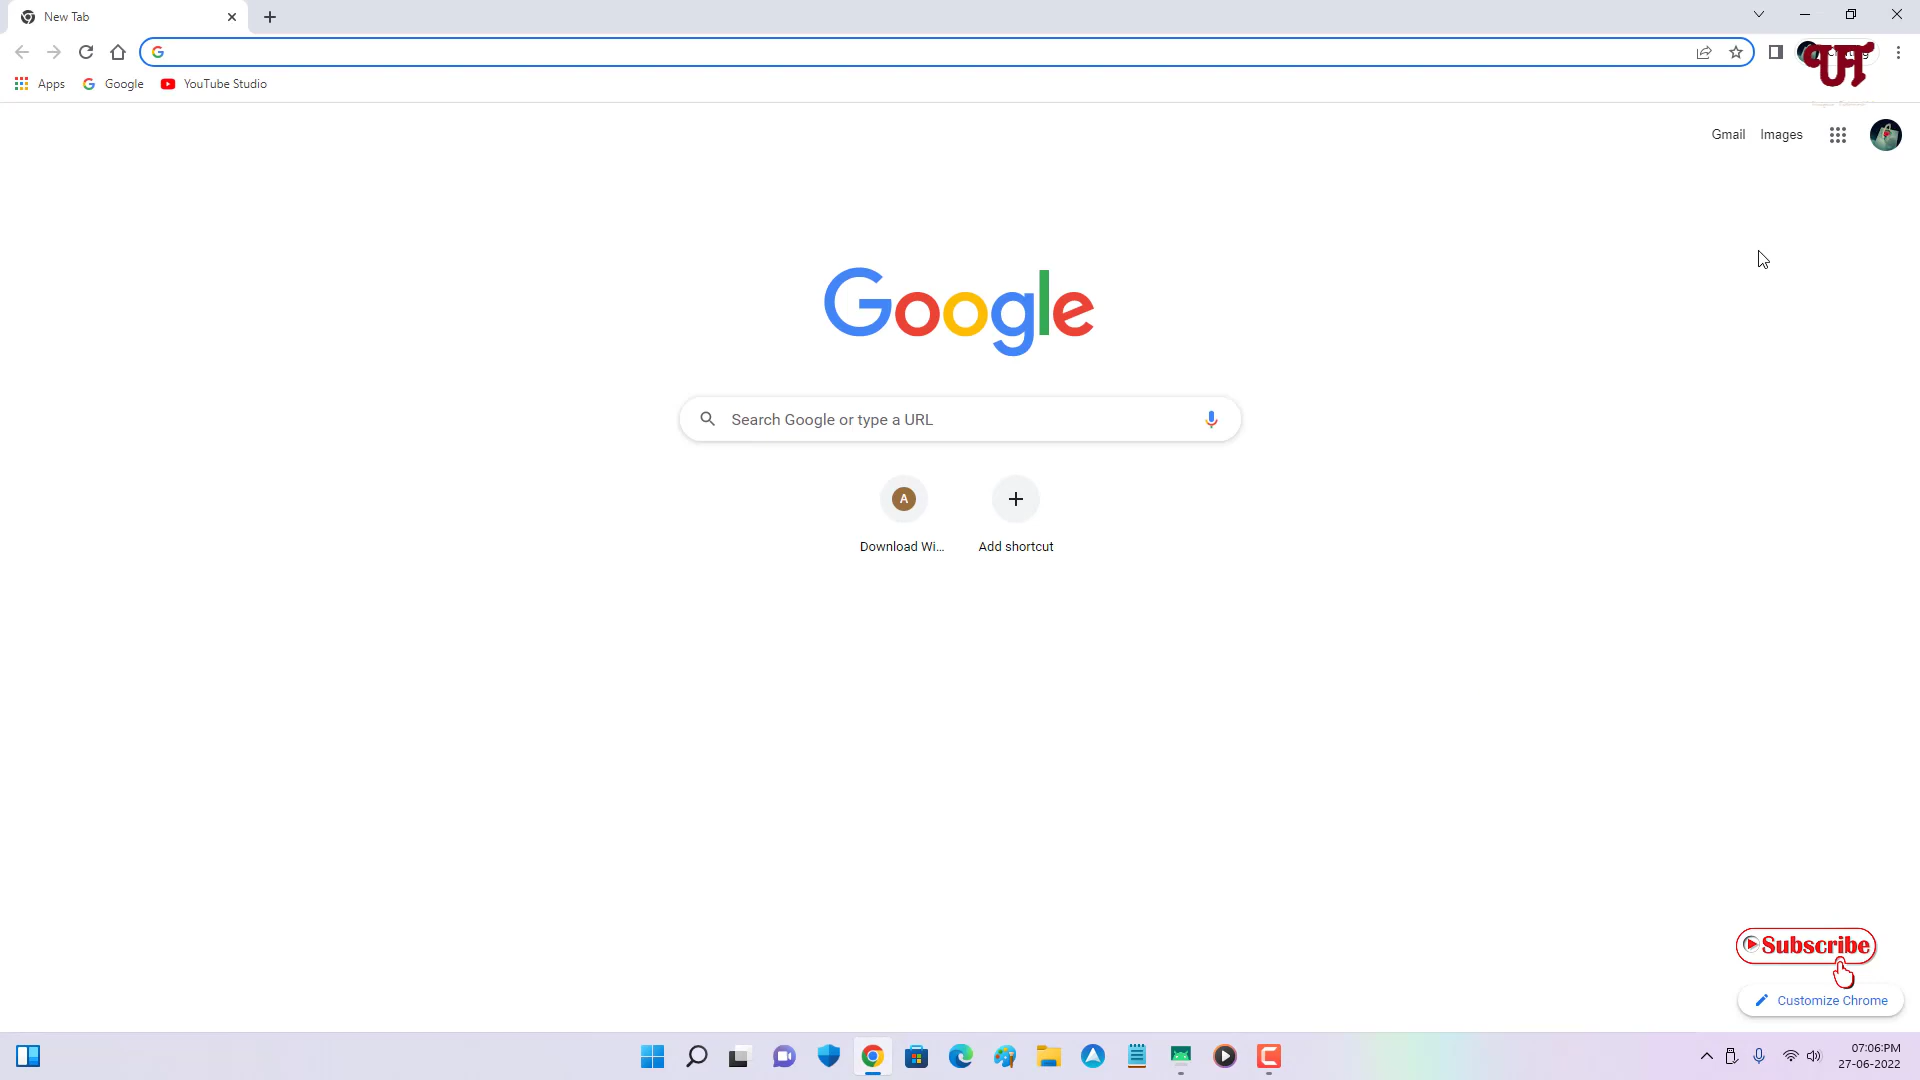 New Tab
Apps
Google
YouTube Studio
Gmail
Images
Google
Search Google or type a URL
A
Download Wi...
Add shortcut
Subscribe
Customize Chrome
07:06:PM
27-06-2022